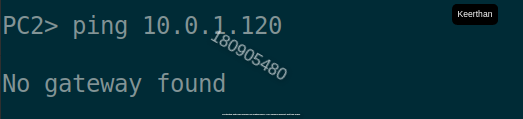 PC2> ping 10.0.1.120
Keerthan
180905480
No gateway found